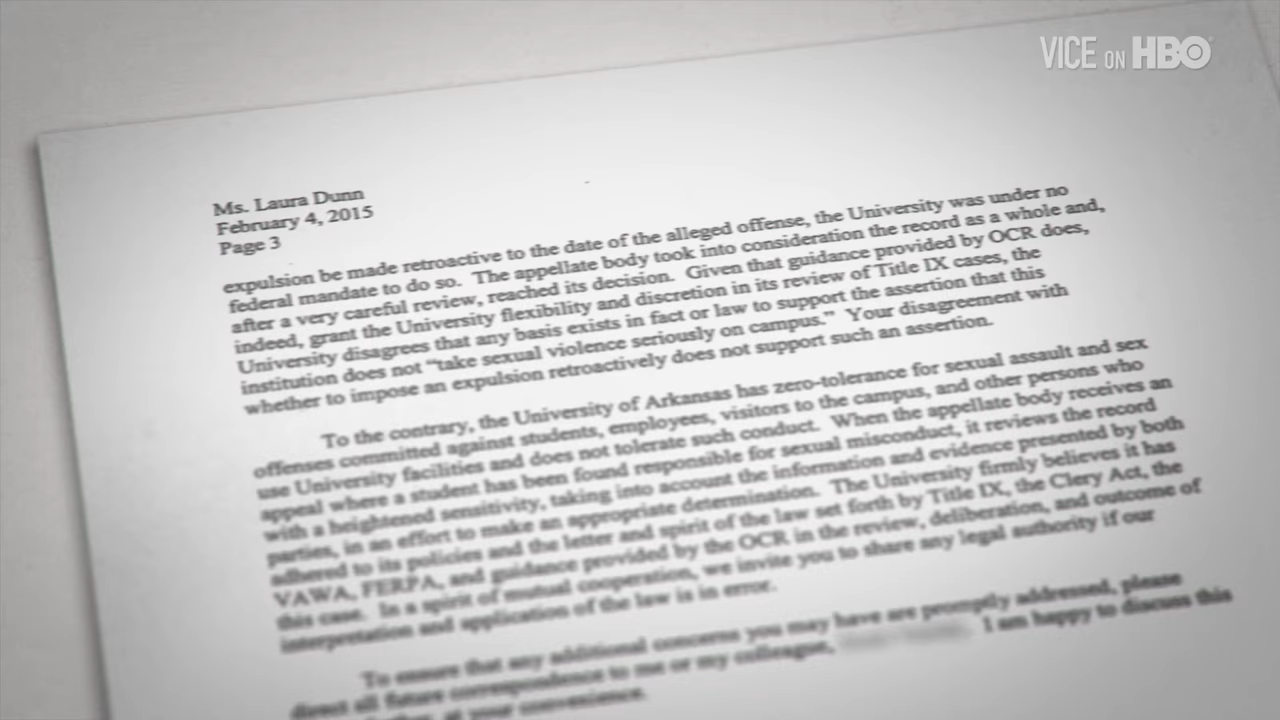 VICE ON HBO
Ms. Laura Dunn
February 4, 2015
Page 3
expulsion be made retroactive to the date of the alleged offense, the University was under no
federal mandate to do so. The appellate body took into consideration the record as a whole and,
after a very careful review, reached its decision. Given that guidance provided by OCR does,
indeed, grant the University flexibility and discretion in its review of Title IX cases, the
University disagrees that any basis exists in fact or law to support the assertion that this
institution does not “take sexual violence seriously on campus.” Your disagreement with
whether to impose an expulsion retroactively does not support such an assertion.
To the contrary, the University of Arkansas has zero-tolerance for sexual assault and sex
offenses committed against students, employees, visitors to the campus, and other persons who
use University facilities and does not tolerate such conduct. When the appellate body receives an
appeal where a student has been found responsible for sexual misconduct, it reviews the record
with a heightened sensitivity, taking into account the information and evidence presented by both
parties, in an effort to make an appropriate determination. The University firmly believes it has
adhered to its policies and the letter and spirit of the law set forth by Title IX, the Clery Act, the
VAWA, FERPA, and guidance provided by the OCR in the review, deliberation, and outcome of
this case. In a spirit of mutual cooperation, we invite you to share any legal authority if our
interpretation and application of the law is in error.
To ensure that any additional concerns you may have are promptly addressed, please
direct all future correspondence to me or my colleague, I am happy to discuss this
at your convenience.